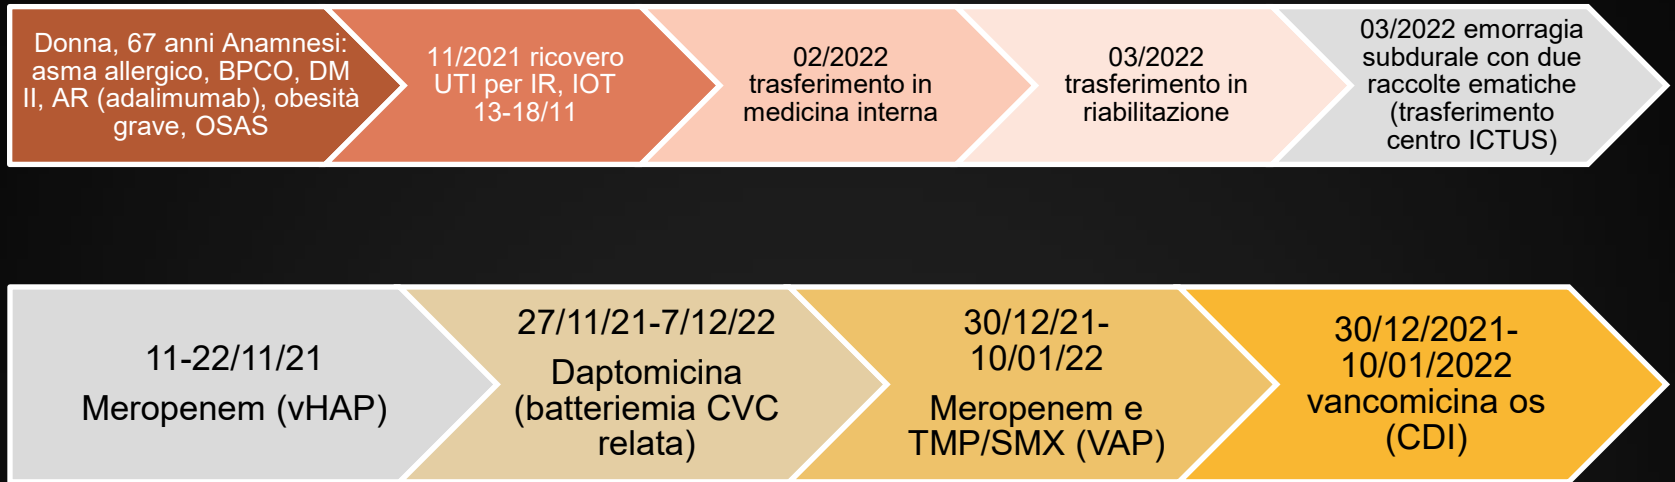 Donna, 67 anni Anamnesi:
asma allergico, BPCO, DM
II, AR (adalimumab), obesità
grave, OSAS
11/2021 ricovero
UTI per IR, IOT
13-18/11
02/2022
trasferimento in
medicina interna
03/2022
trasferimento in
riabilitazione
03/2022 emorragia
subdurale con due
raccolte ematiche
(trasferimento
centro ICTUS)
11-22/11/21
Meropenem (vHAP)
27/11/21-7/12/22
Daptomicina
(batteriemia CVC
relata)
30/12/21-
10/01/22
Meropenem e
TMP/SMX (VAP)
30/12/2021-
10/01/2022
vancomicina os
(CDI)